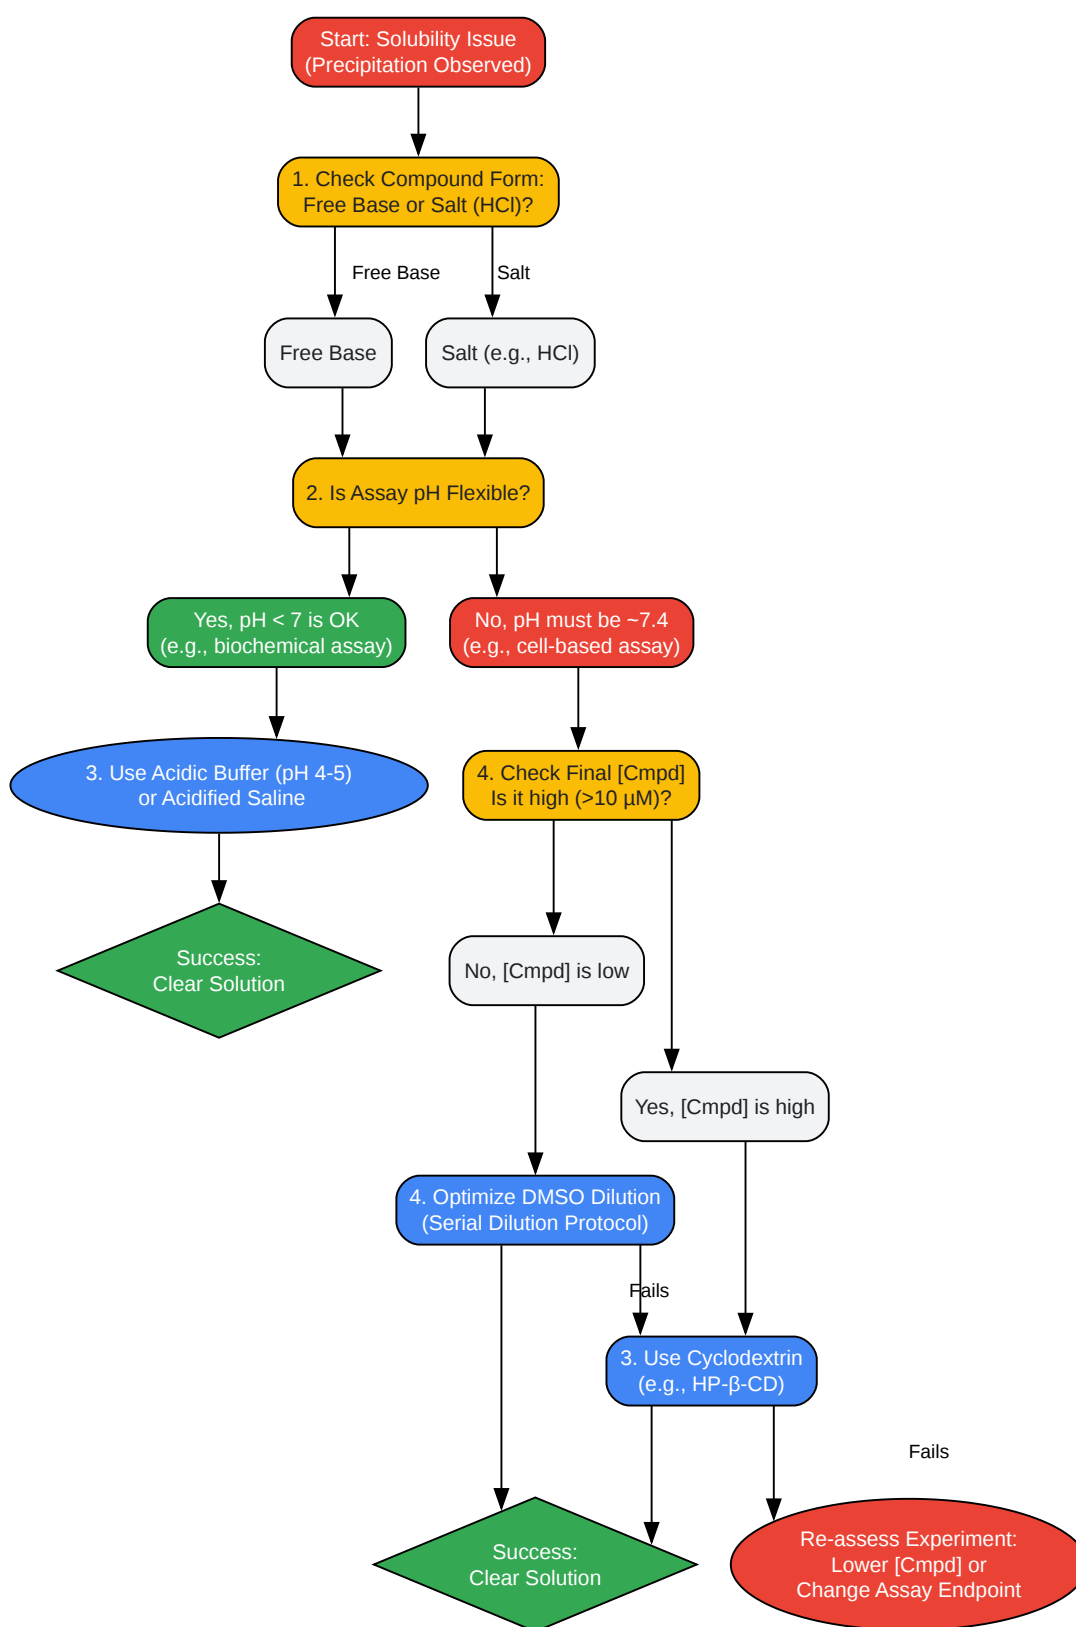 Start: Solubility Issue
(Precipitation Observed)
1. Check Compound Form:
Free Base or Salt (HCl)?
Free Base
Salt
Free Base
Salt (e.g., HCl)
2. Is Assay pH Flexible?
Yes, pH < 7 is OK
(e.g., biochemical assay)
No, pH must be ~7.4
(e.g., cell-based assay)
3. Use Acidic Buffer (pH 4-5)
or Acidified Saline
4. Check Final [Cmpd]
Is it high (>10 µM)?
Success:
Clear Solution
No, [Cmpd] is low
Yes, [Cmpd] is high
4. Optimize DMSO Dilution
(Serial Dilution Protocol)
Fails
3. Use Cyclodextrin
(e.g., HP-β-CD)
Fails
Success:
Clear Solution
Re-assess Experiment:
Lower [Cmpd] or
Change Assay Endpoint